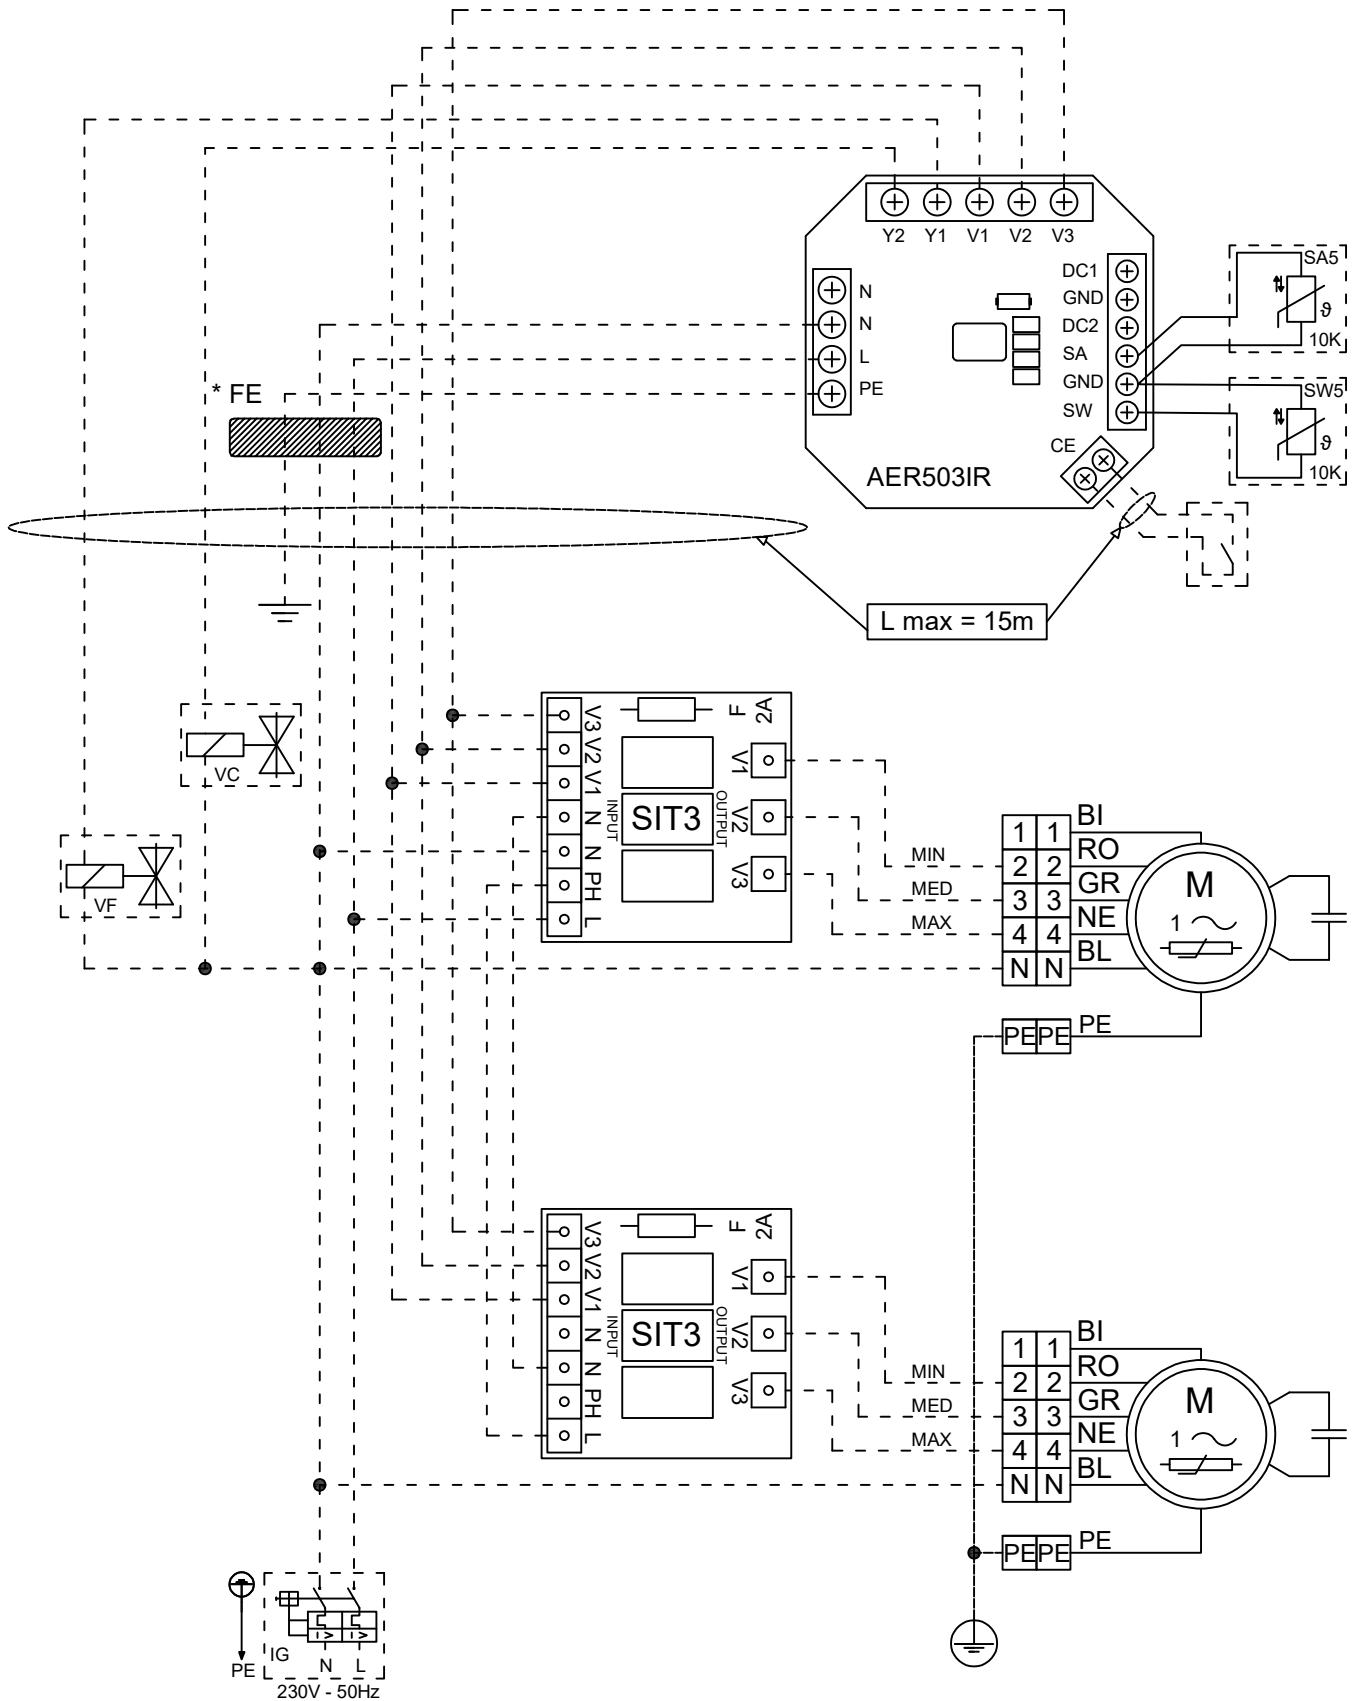 Y2 Y1 V1 V2 V3
N
N
L
PE
DC1
GND
DC2
SA
GND
SW
CE
AER503IR
SA5
ϑ
10K
SW5
ϑ
10K
* FE
L max = 15m
VC
VF
V3
V2
V1
N
N
PH
L
INPUT
SIT3
OUTPUT
F 2A
V1
V2
V3
MIN
MED
MAX
1 1 BI
2 2 RO
3 3 GR
4 4 NE
N N BL
PE PE PE
M
1
V3
V2
V1
N
N
PH
L
INPUT
SIT3
OUTPUT
F 2A
V1
V2
V3
MIN
MED
MAX
1 1 BI
2 2 RO
3 3 GR
4 4 NE
N N BL
PE PE PE
M
1
PE
IG
I > I >
N L
230V - 50Hz